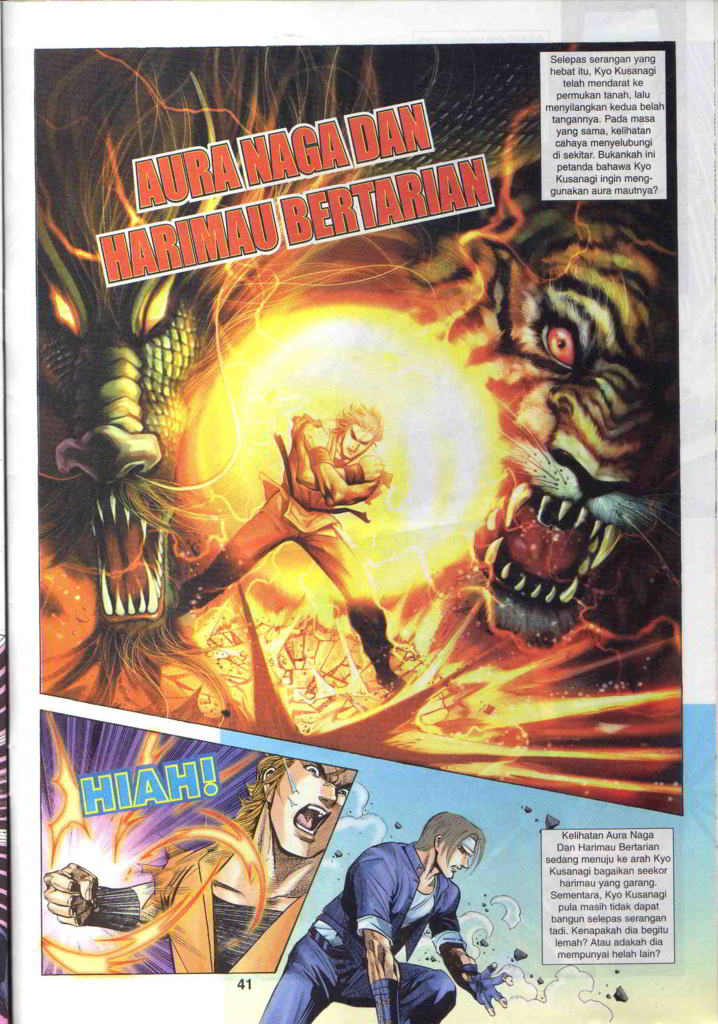 Selepas serangan yang
hebat itu, Kyo Kusanagi
telah mendarat ke
permukan tanah, lalu
menyilangkan kedua belah
tangannya. Pada masa
yang sama, kelihatan
cahaya menyelubungi
di sekitar. Bukankah ini
petanda bahawa Kyo
Kusanagi ingin meng-
gunakan aura mautnya?
AURA NAGA DAN
HARIMAU BERTARIAN
HIAH!
Kelihatan Aura Naga
Dan Harimau Bertarian
sedang menuju ke arah Kyo
Kusanagi bagaikan seekor
harimau yang garang.
Sementara, Kyo Kusanagi
pula masih tidak dapat
bangun selepas serangan
tadi. Kenapakah dia begitu
lemah? Atau adakah dia
mempunyai helah lain?
41